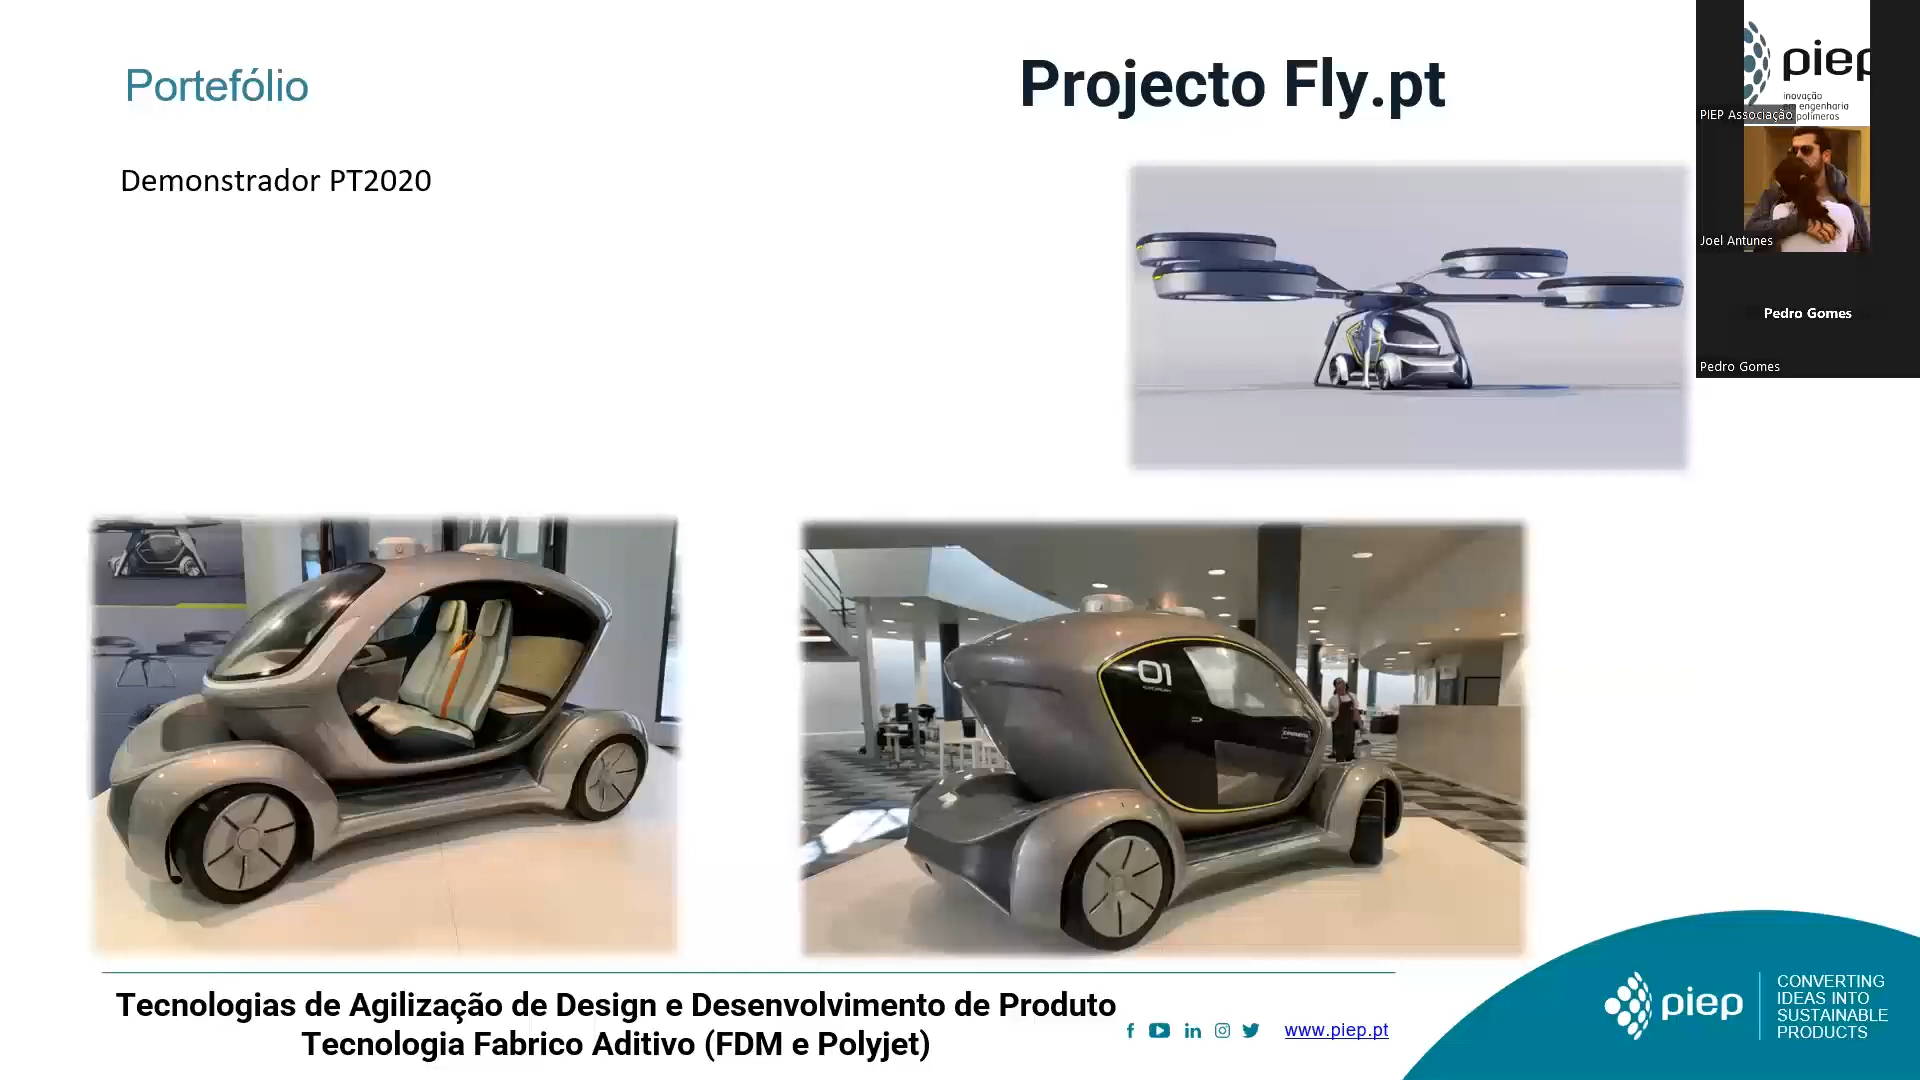 Portefólio
Projecto Fly.pt
Demonstrador PT2020
01
piep
inovação
em engenharia
polímeros
PIEP Associação
Joel Antunes
Pedro Gomes
Pedro Gomes
Tecnologias de Agilização de Design e Desenvolvimento de Produto
Tecnologia Fabrico Aditivo (FDM e Polyjet)
www.piep.pt
piep
CONVERTING
IDEAS INTO
SUSTAINABLE
PRODUCTS